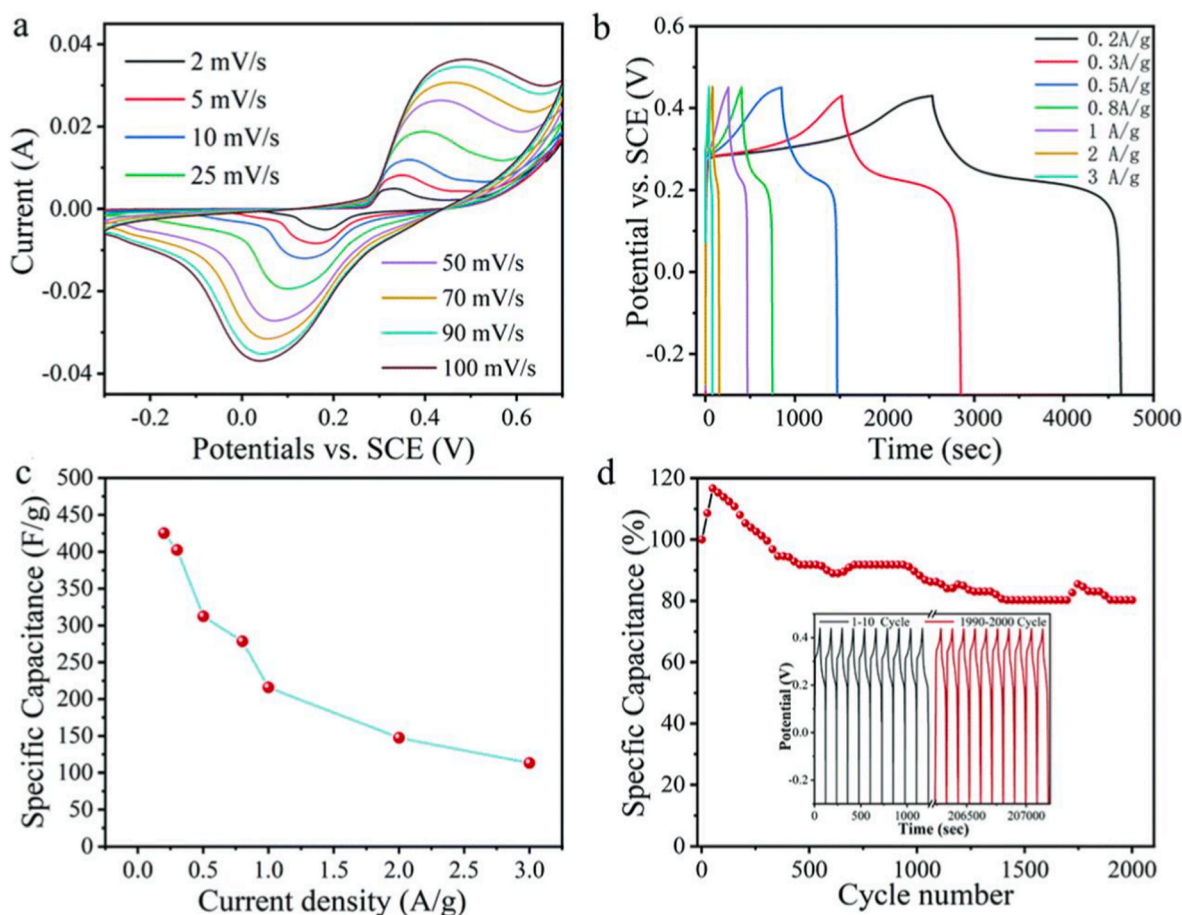 a
0.04
0.02
0.00
-0.02
-0.04
Current (A)
2 mV/s
5 mV/s
10 mV/s
25 mV/s
50 mV/s
70 mV/s
90 mV/s
100 mV/s
-0.2 0.0 0.2 0.4 0.6
Potentials vs. SCE (V)
b
0.6
0.4
0.2
0.0
-0.2
Potential vs. SCE (V)
0.2A/g
0.3A/g
0.5A/g
0.8A/g
1 A/g
2 A/g
3 A/g
0 1000 2000 3000 4000 5000
Time (sec)
c
500
450
400
350
300
250
200
150
100
50
0
Specific Capacitance (F/g)
0.0 0.5 1.0 1.5 2.0 2.5 3.0
Current density (A/g)
d
120
100
80
60
40
20
0
Specfic Capacitance (%)
1-10 Cycle 1990-2000 Cycle
0.4
0.2
0.0
-0.2
Potential (V)
0 500 1000 206500 207000
Time (sec)
0 500 1000 1500 2000
Cycle number